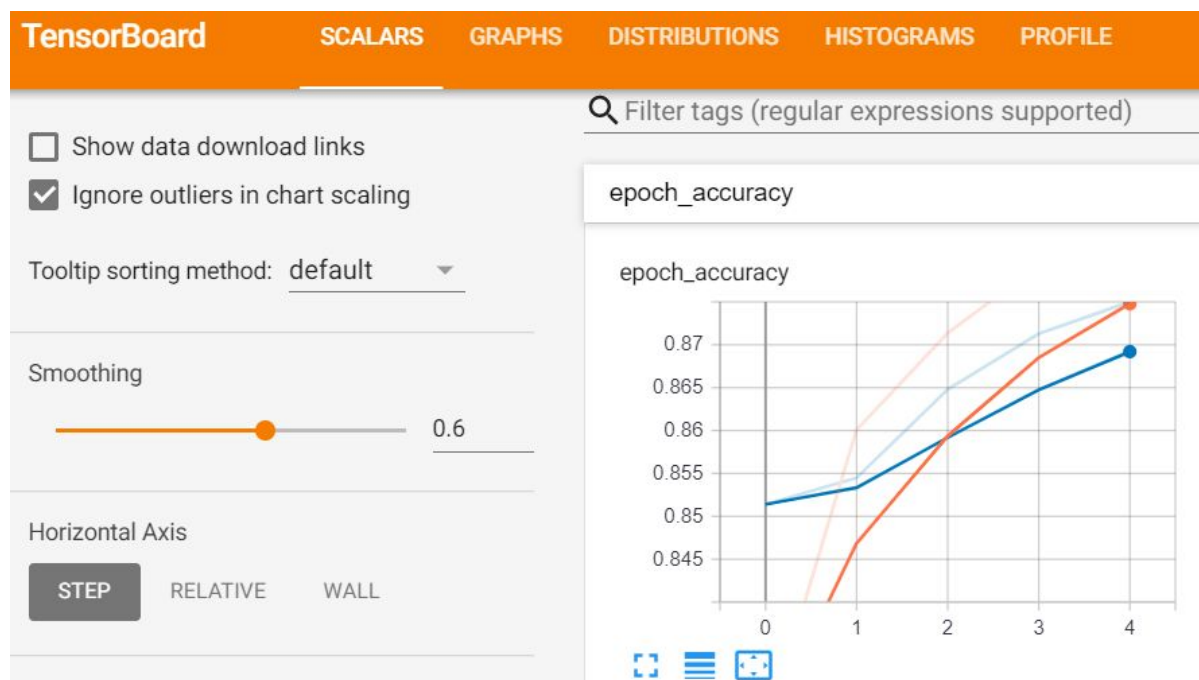 TensorBoard SCALARS GRAPHS DISTRIBUTIONS HISTOGRAMS PROFILE
Show data download links
Ignore outliers in chart scaling
Tooltip sorting method: default
Smoothing
0.6
Horizontal Axis
STEP RELATIVE WALL
Filter tags (regular expressions supported)
epoch_accuracy
epoch_accuracy
0.87
0.865
0.86
0.855
0.85
0.845
0 1 2 3 4